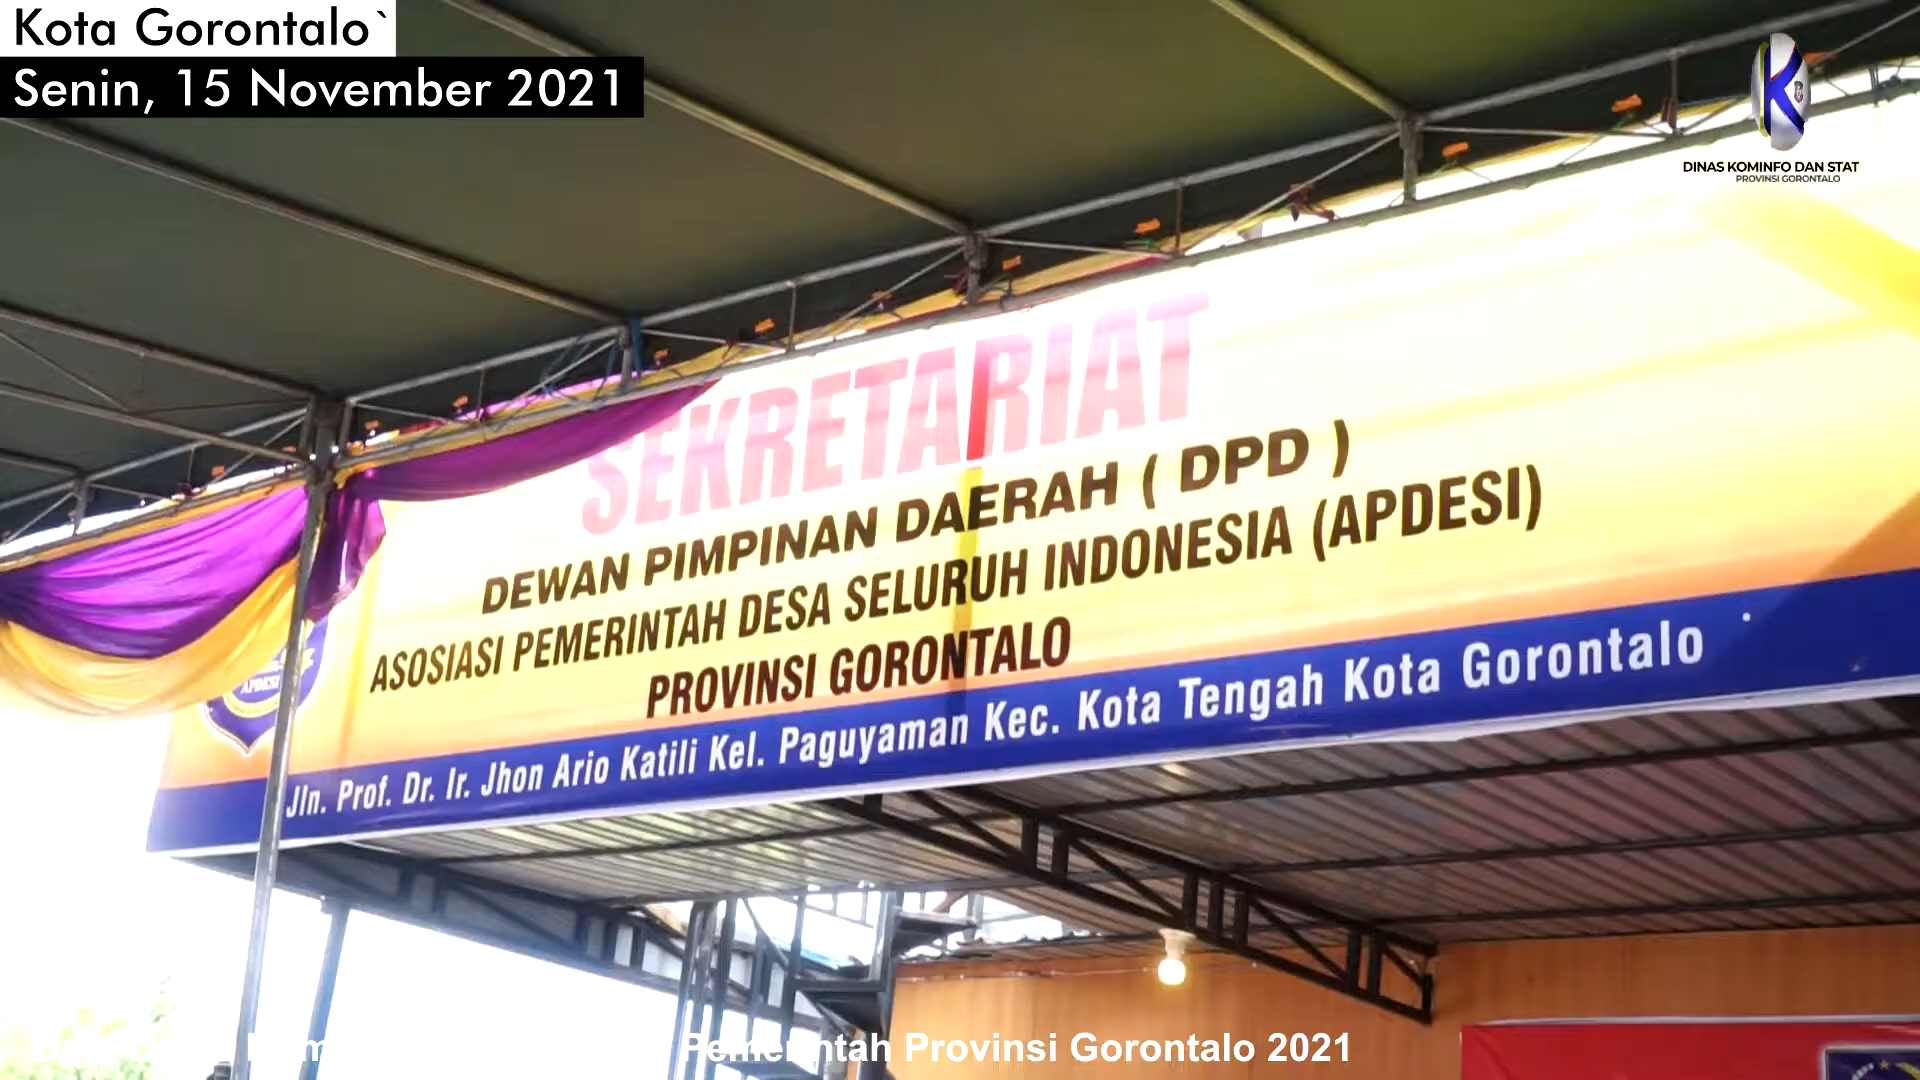 Kota Gorontalo`
Senin, 15 November 2021
DINAS KOMINFO DAN STAT
PROVINSI GORONTALO
SEKRETARIAT
DEWAN PIMPINAN DAERAH ( DPD )
ASOSIASI PEMERINTAH DESA SELURUH INDONESIA (APDESI)
PROVINSI GORONTALO
APDESI
Jln. Prof. Dr. Ir. Jhon Ario Katili Kel. Paguyaman Kec. Kota Tengah Kota Gorontalo
Pemerintah Provinsi Gorontalo 2021